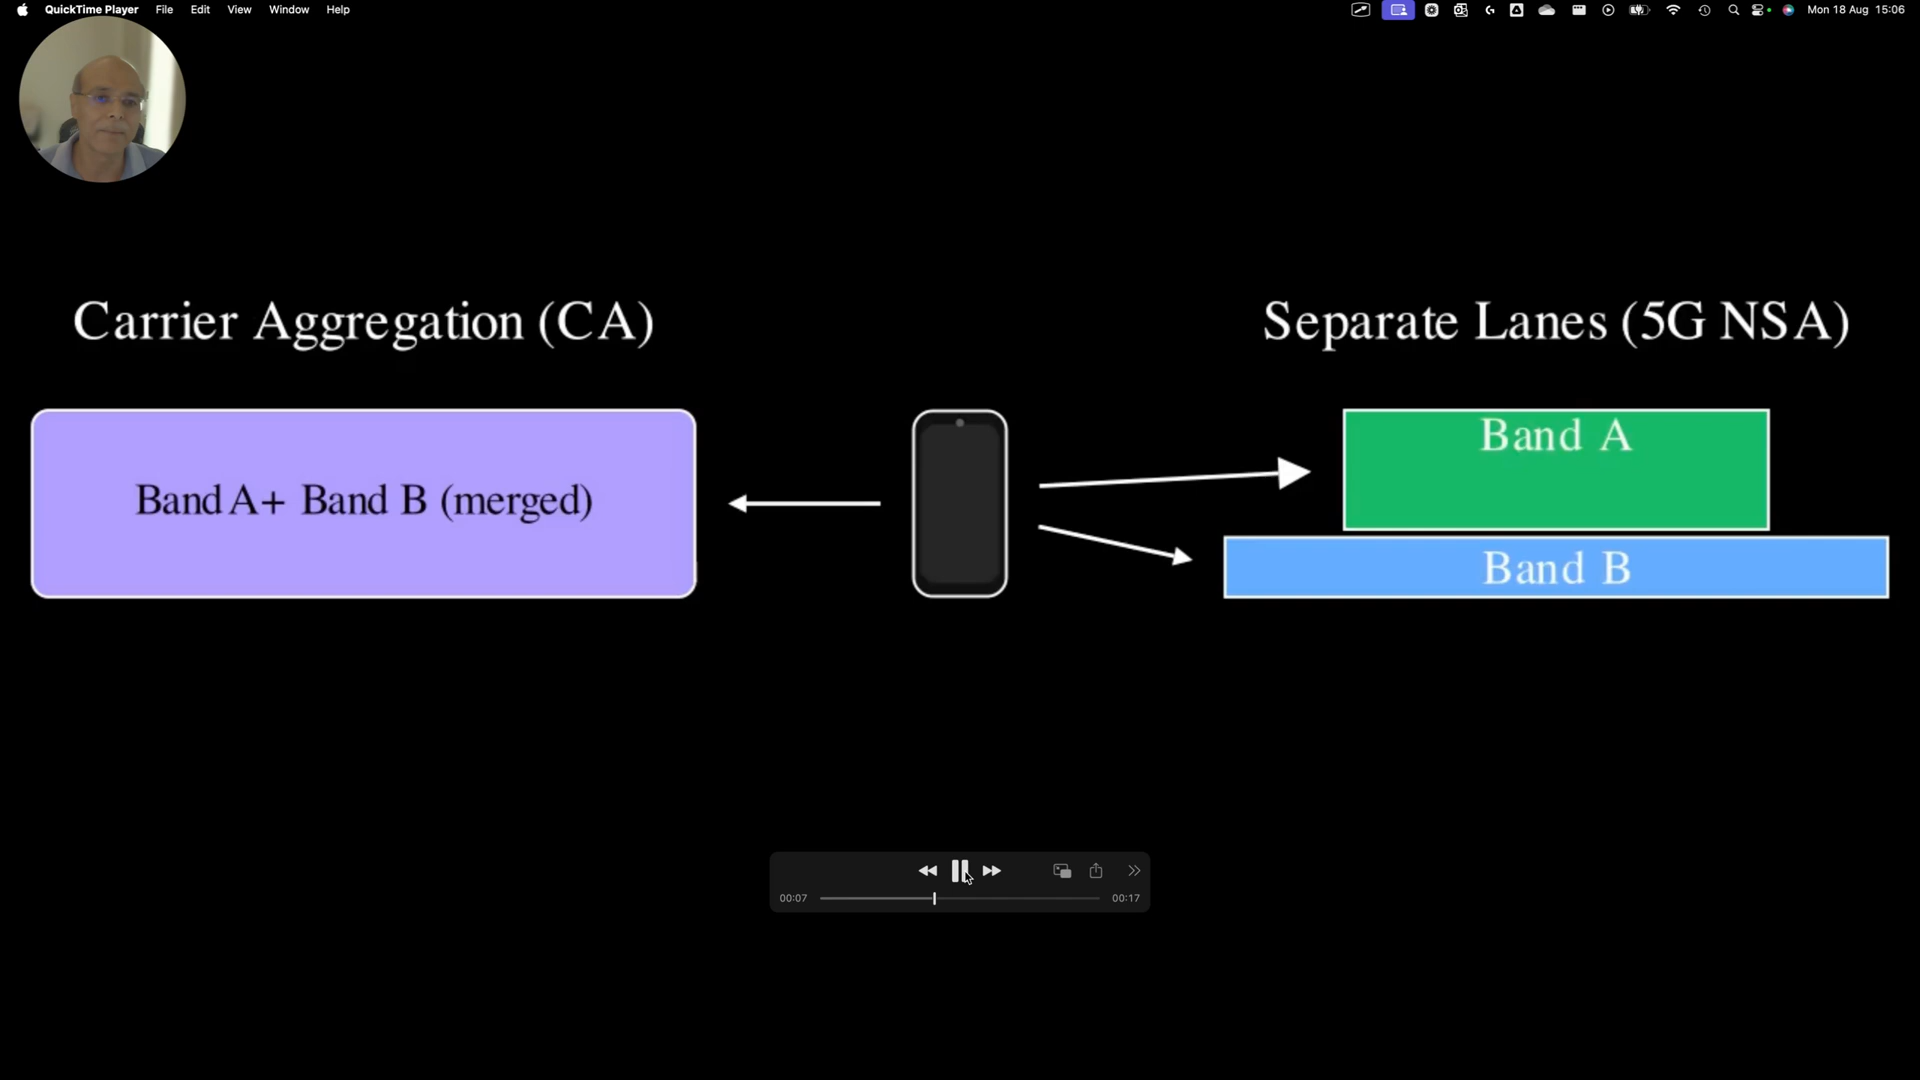 QuickTime Player File Edit View Window Help
Mon 18 Aug 15:06
Carrier Aggregation (CA)
Separate Lanes (5G NSA)
Band A+ Band B (merged)
Band A
Band B
00:07
00:17